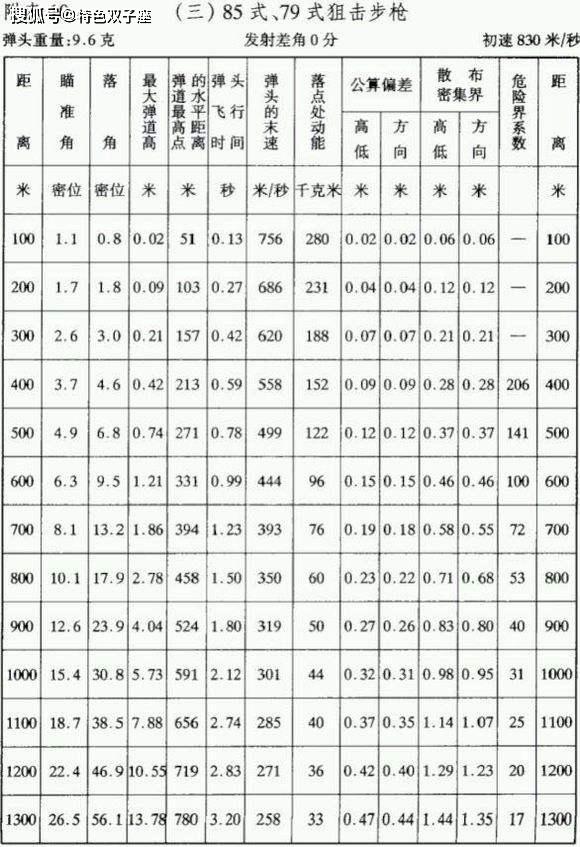 搜狐号@特色双子座
(三) 85 式、79 式狙击步枪
弹头重量:9.6 克 发射差角 0 分 初速 830 米/秒
距离 瞄准角 落角 最大弹道高 弹道最高点的水平距离 弹头飞行时间 弹头的末速 落点处动能 公算偏差 散布密集界 危险界系数 距离
高低 方向 高低 方向
米 密位 密位 米 米 秒 米/秒 千克米 米 米 米 米 米
100 1.1 0.8 0.02 51 0.13 756 280 0.02 0.02 0.06 0.06 — 100
200 1.7 1.8 0.09 103 0.27 686 231 0.04 0.04 0.12 0.12 — 200
300 2.6 3.0 0.21 157 0.42 620 188 0.07 0.07 0.21 0.21 — 300
400 3.7 4.6 0.42 213 0.59 558 152 0.09 0.09 0.28 0.28 206 400
500 4.9 6.8 0.74 271 0.78 499 122 0.12 0.12 0.37 0.37 141 500
600 6.3 9.5 1.21 331 0.99 444 96 0.15 0.15 0.46 0.46 100 600
700 8.1 13.2 1.86 394 1.23 393 76 0.19 0.18 0.58 0.55 72 700
800 10.1 17.9 2.78 458 1.50 350 60 0.23 0.22 0.71 0.68 53 800
900 12.6 23.9 4.04 524 1.80 319 50 0.27 0.26 0.83 0.80 40 900
1000 15.4 30.8 5.73 591 2.12 301 44 0.32 0.31 0.98 0.95 31 1000
1100 18.7 38.5 7.88 656 2.74 285 40 0.37 0.35 1.14 1.07 25 1100
1200 22.4 46.9 10.55 719 2.83 271 36 0.42 0.40 1.29 1.23 20 1200
1300 26.5 56.1 13.78 780 3.20 258 33 0.47 0.44 1.44 1.35 17 1300